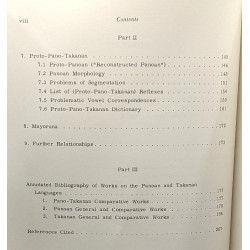 viii
Contents
Part II
7. Proto-Pano-Takanan
7.1 Proto-Panoan ("Reconstructed Panoan")
7.2 Panoan Morphology
7.3 Problems of Segmentation
7.4 List of (Proto-Pano-Takanan) Reflexes
7.5 Problematic Vowel Correspondences
7.6 Proto-Pano-Takanan Dictionary
8. Mayoruna
9. Further Relationships
Part III
Annotated Bibliography of Works on the Panoan and Takanan
Languages
1. Pano-Takanan Comparative Works
2. Panoan General and Comparative Works
3. Takanan General and Comparative Works
References Cited